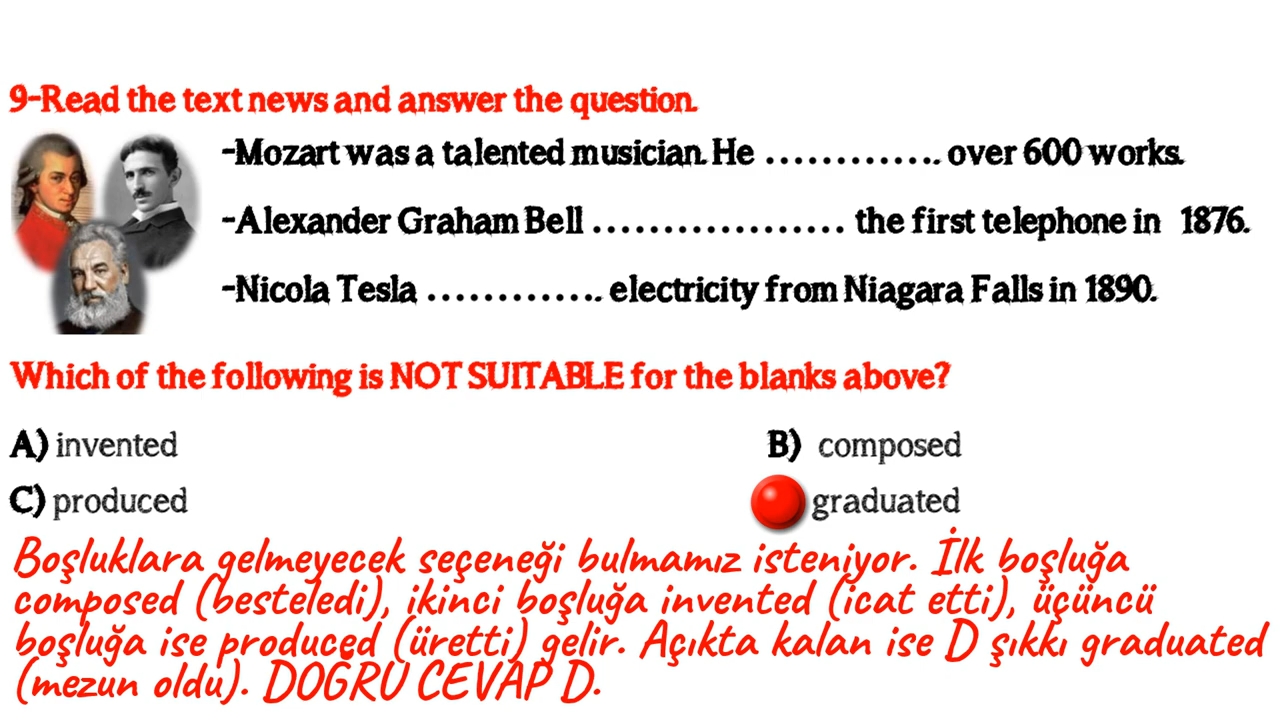 9-Read the text news and answer the question.
-Mozart was a talented musician. He ............. over 600 works.
-Alexander Graham Bell .................. the first telephone in 1876.
-Nicola Tesla ............. electricity from Niagara Falls in 1890.
Which of the following is NOT SUITABLE for the blanks above?
A) invented B) composed
C) produced graduated
Boşluklara gelmeyecek seçeneği bulmamız isteniyor. İlk boşluğa
composed (besteledi), ikinci boşluğa invented (icat etti), üçüncü
boşluğa ise produced (üretti) gelir. Açıkta kalan ise D şıkkı graduated
(mezun oldu). DOĞRU CEVAP D.